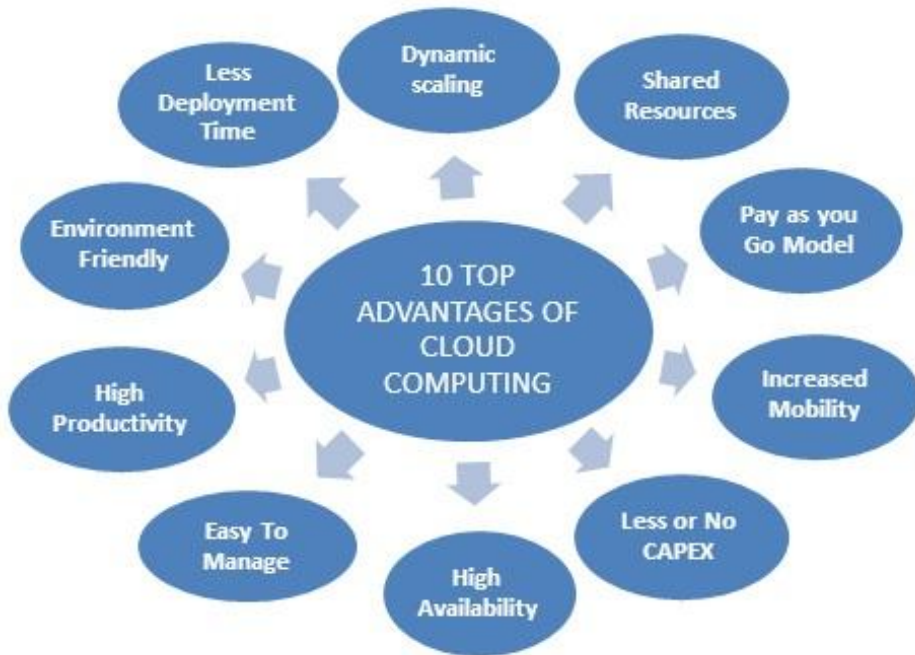 10 TOP
ADVANTAGES OF
CLOUD
COMPUTING
Dynamic
scaling
Shared
Resources
Pay as you
Go Model
Increased
Mobility
Less or No
CAPEX
High
Availability
Easy To
Manage
High
Productivity
Environment
Friendly
Less
Deployment
Time